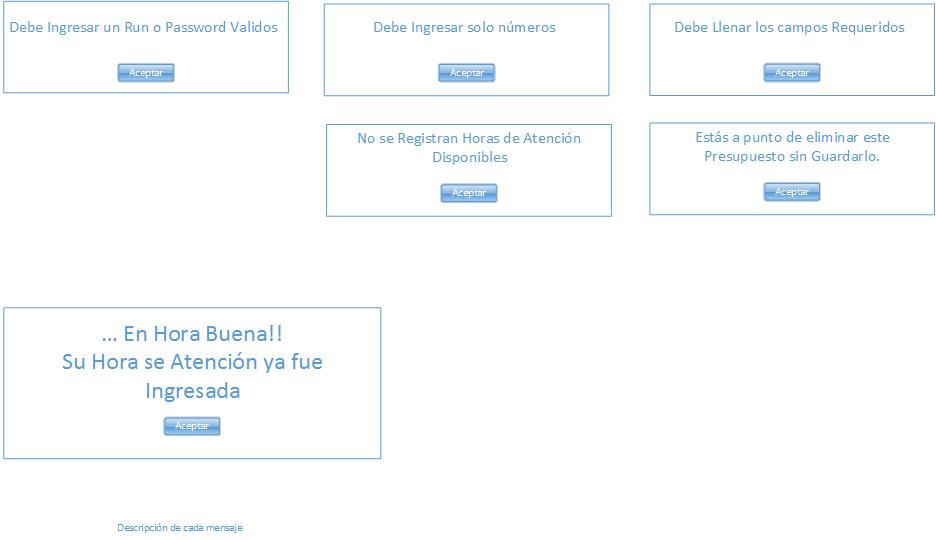 Debe Ingresar un Run o Password Validos
Aceptar
Debe Ingresar solo números
Aceptar
Debe Llenar los campos Requeridos
Aceptar
No se Registran Horas de Atención
Disponibles
Aceptar
Estás a punto de eliminar este
Presupuesto sin Guardarlo.
Aceptar
... En Hora Buena!!
Su Hora se Atención ya fue
Ingresada
Aceptar
Descripción de cada mensaje